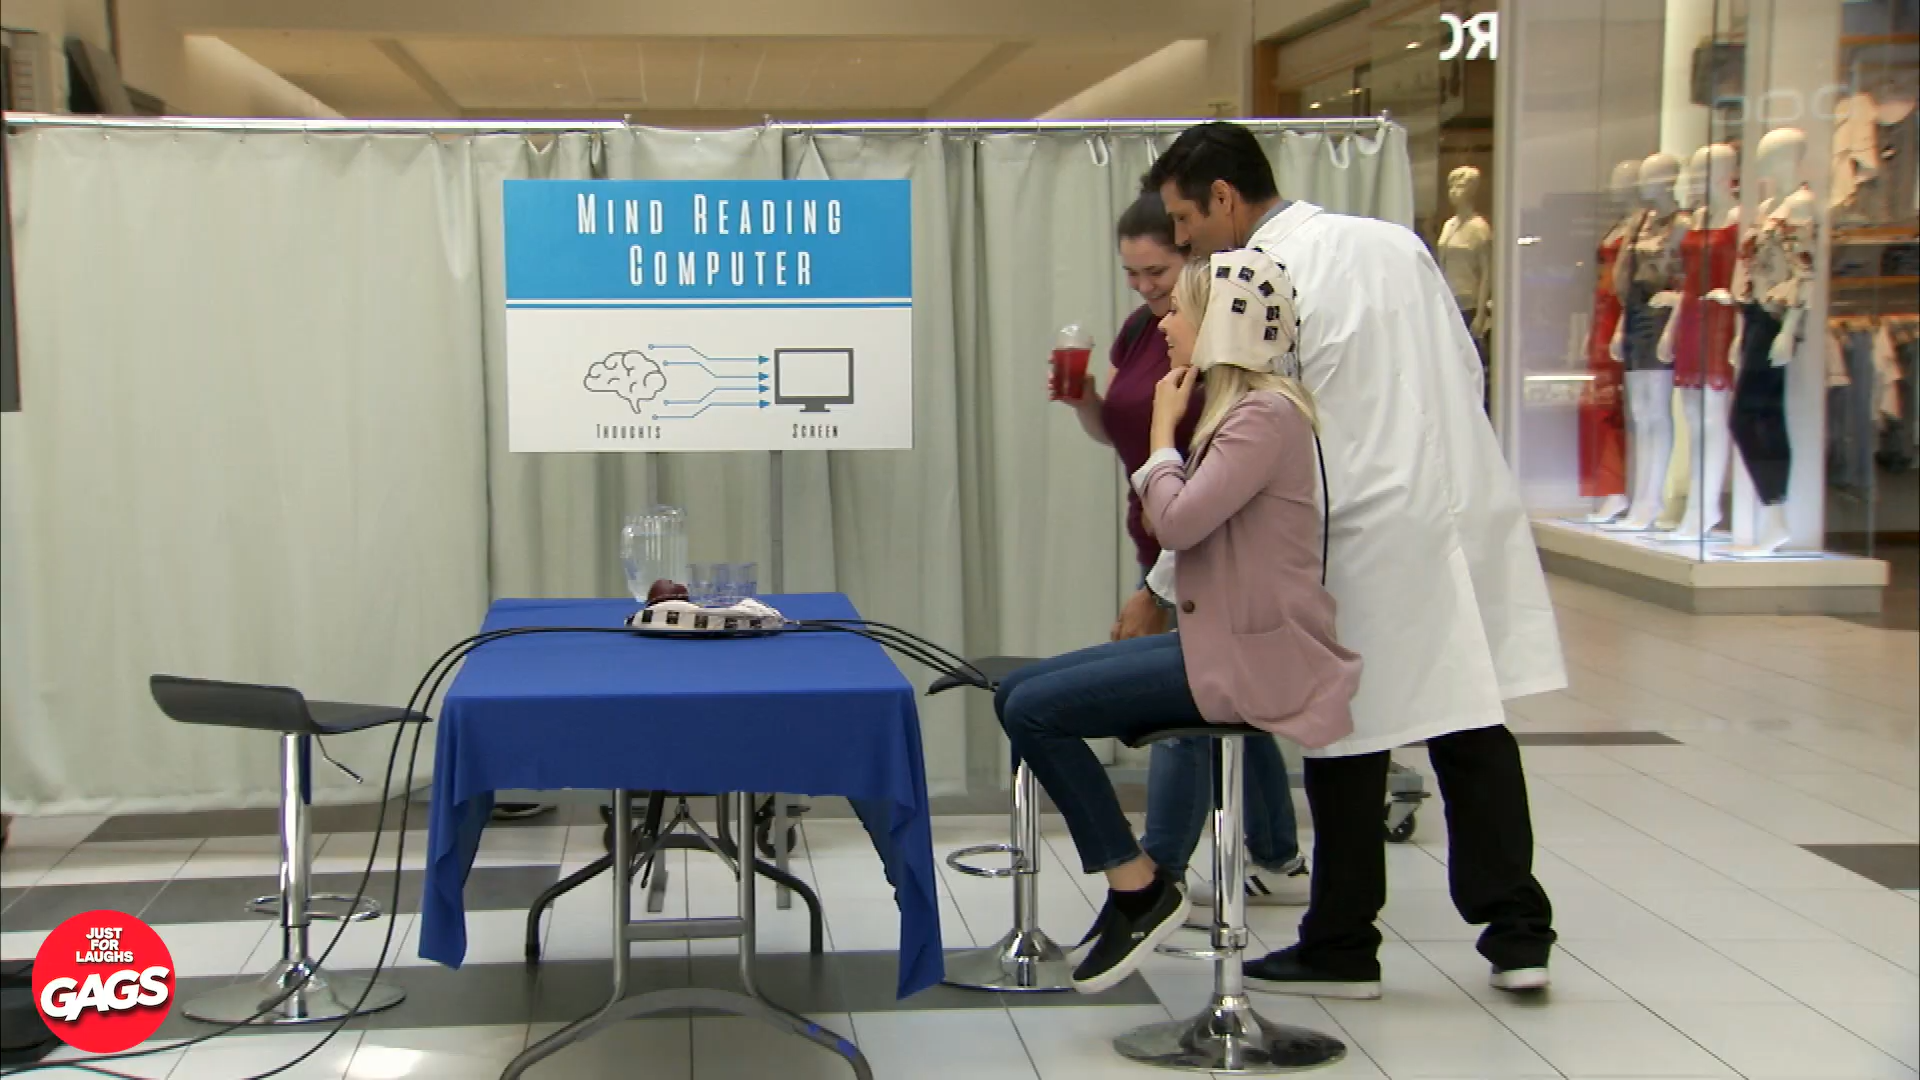 MIND READING
COMPUTER
THOUGHTS
SCREEN
JUST
FOR
LAUGHS
GAGS